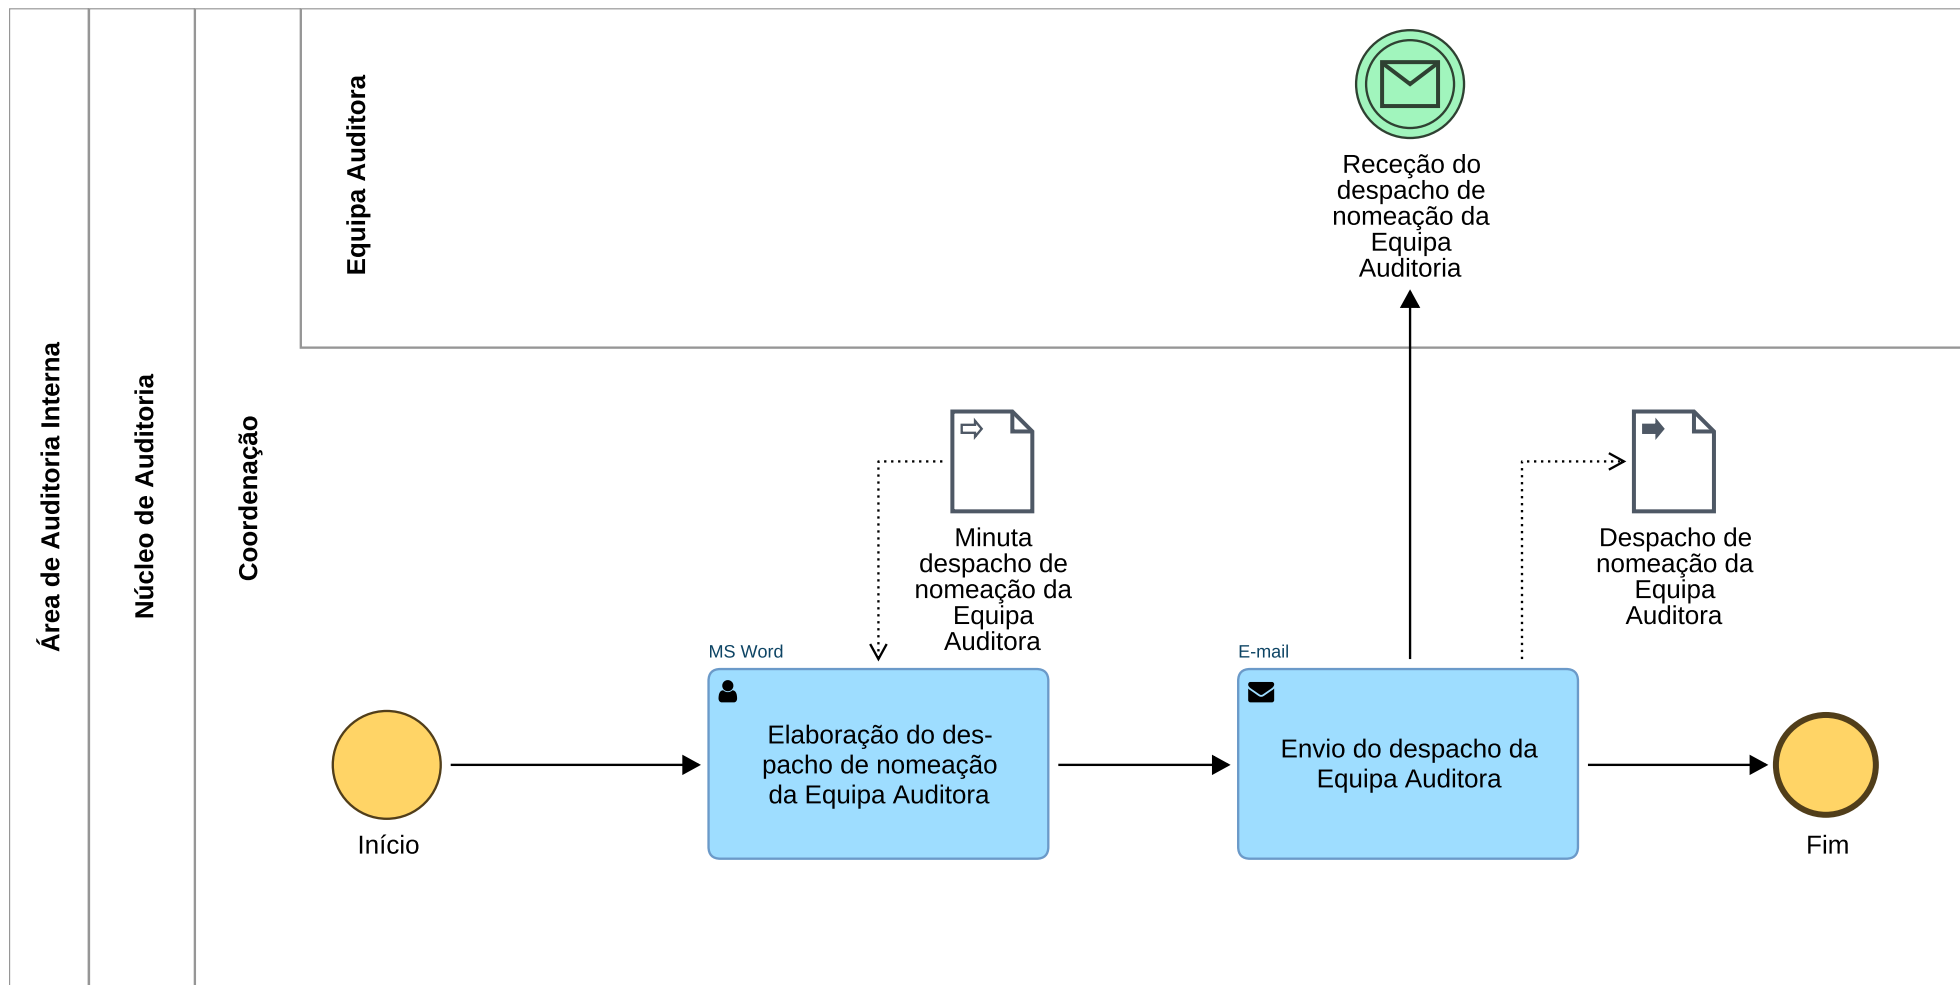 Área de Auditoria Interna
Núcleo de Auditoria
Coordenação
Equipa Auditora
Receção do
despacho de
nomeação da
Equipa
Auditoria
Minuta
despacho de
nomeação da
Equipa
Auditora
Despacho de
nomeação da
Equipa
Auditora
MS Word
Elaboração do des-
pacho de nomeação
da Equipa Auditora
E-mail
Envio do despacho da
Equipa Auditora
Início
Fim